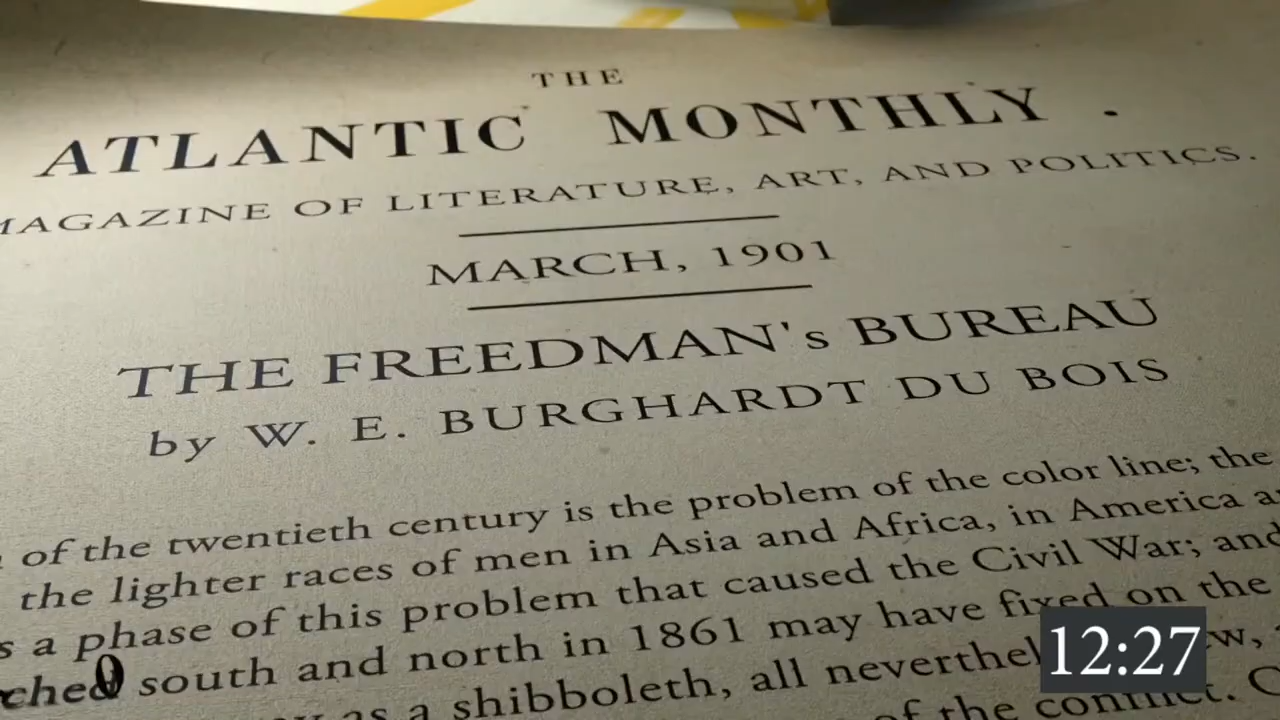 THE
ATLANTIC MONTHLY .
MAGAZINE OF LITERATURE, ART, AND POLITICS.
MARCH, 1901
THE FREEDMAN's BUREAU
by W. E. BURGHARDT DU BOIS
of the twentieth century is the problem of the color line; the
the lighter races of men in Asia and Africa, in America
s a phase of this problem that caused the Civil War; and
south and north in 1861 may have fixed on the
as a shibboleth, all
of the conflict.
12:27